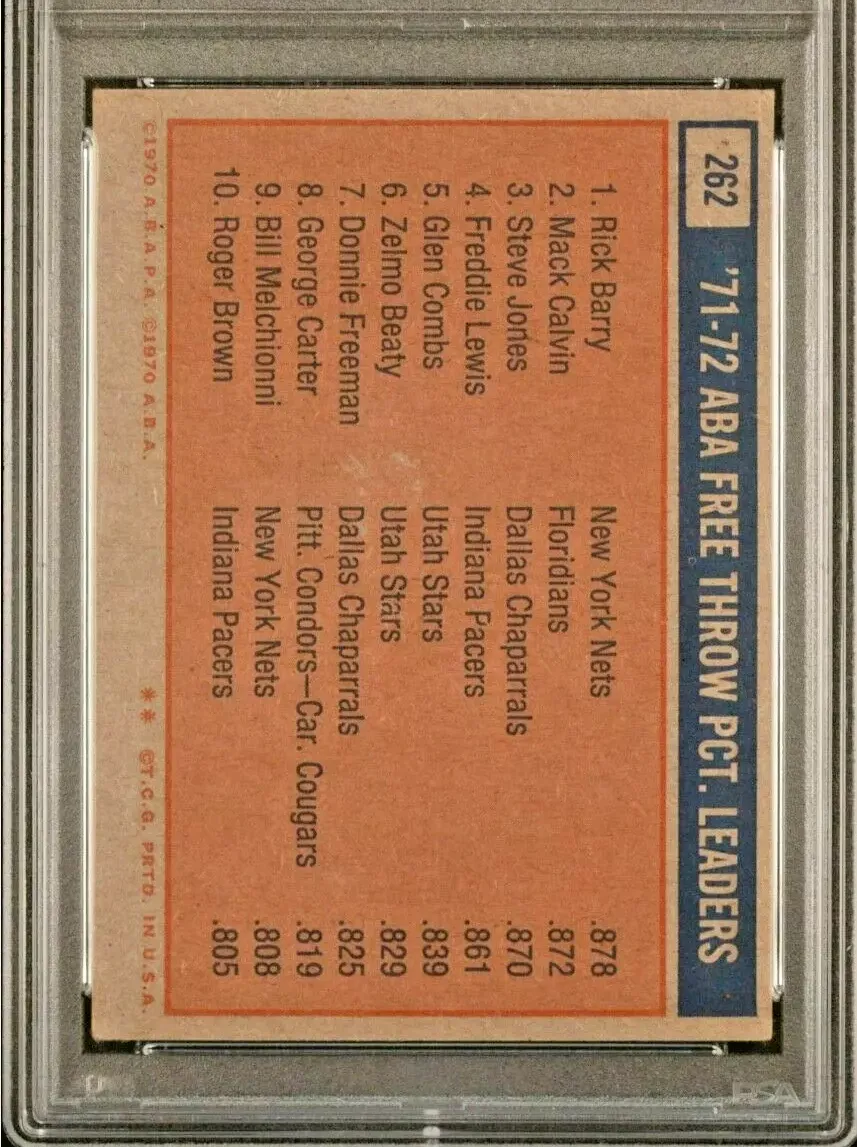 262 '71-72 ABA FREE THROW PCT. LEADERS
1. Rick Barry New York Nets .878
2. Mack Calvin Floridians .872
3. Steve Jones Dallas Chaparrals .870
4. Freddie Lewis Indiana Pacers .861
5. Glen Combs Utah Stars .839
6. Zelmo Beaty Utah Stars .829
7. Donnie Freeman Dallas Chaparrals .825
8. George Carter Pitt. Condors—Car. Cougars .819
9. Bill Melchionni New York Nets .808
10. Roger Brown Indiana Pacers .805
©1970 A.B.A.P.A. ©1970 A.B.A. ** ©T.C.G. PRTD. IN U.S.A.
PSA